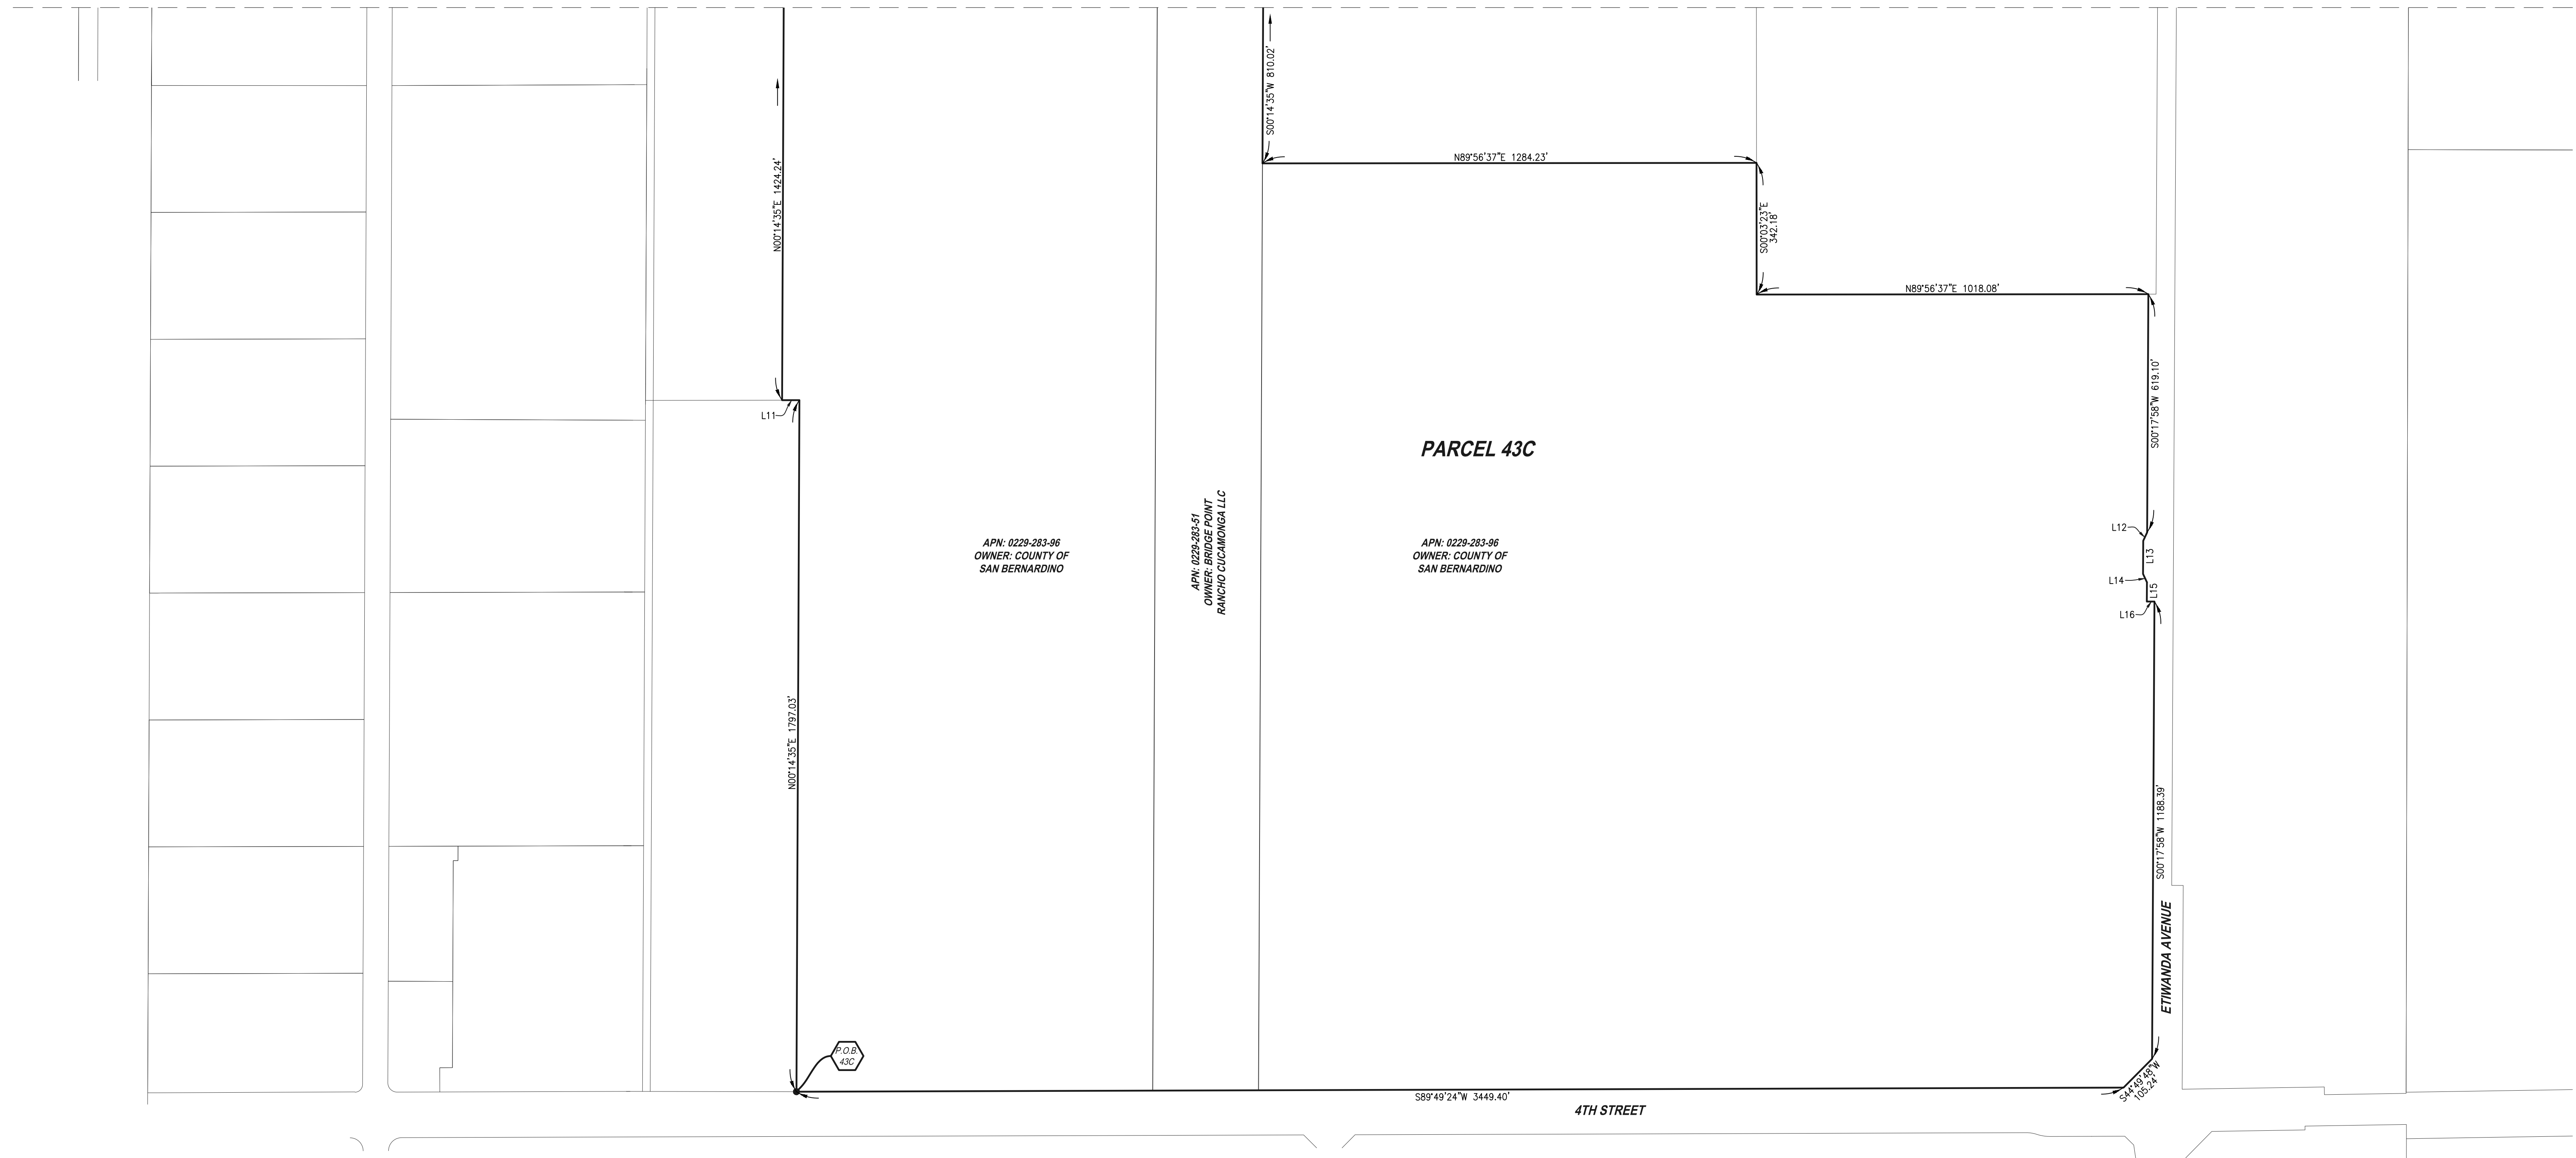 S00°14'35"W 810.02'
N89°56'37"E 1284.23'
N00°14'35"E 1424.24'
S00°03'23"E
342.18'
N89°56'37"E 1018.08'
S00°17'58"W 619.10'
L11
PARCEL 43C
APN: 0229-283-96
OWNER: COUNTY OF
SAN BERNARDINO
APN: 0229-283-51
OWNER: BRIDGE POINT
RANCHO CUCAMONGA LLC
APN: 0229-283-96
OWNER: COUNTY OF
SAN BERNARDINO
L12
L13
L14
L15
L16
N00°14'35"E 1797.03'
S00°17'58"W 1188.39'
ETIWANDA AVENUE
P.O.B.
43C
S44°49'48"W
105.24'
S89°49'24"W 3449.40'
4TH STREET